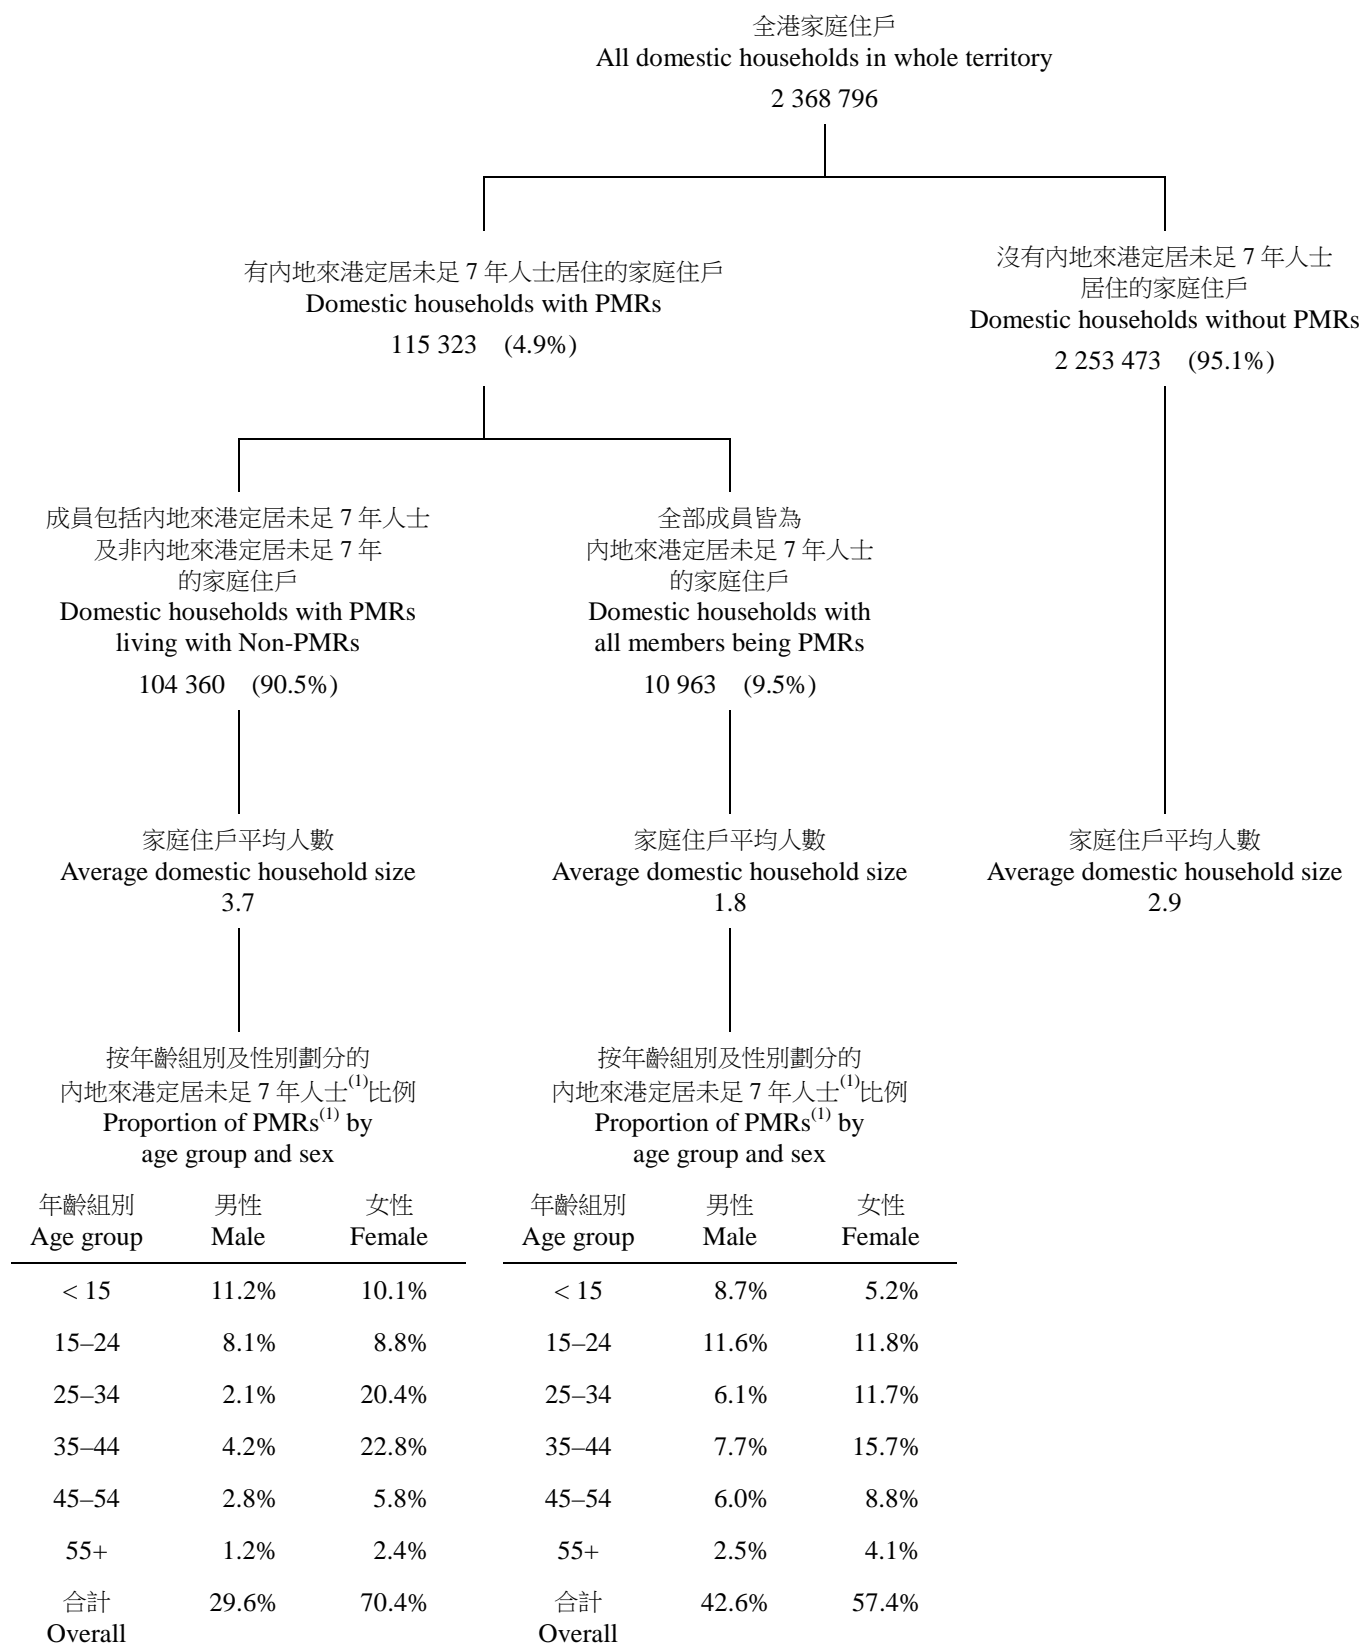 全港家庭住戶
All domestic households in whole territory
2 368 796
有內地來港定居未足 7 年人士居住的家庭住戶
Domestic households with PMRs
115 323 (4.9%)
沒有內地來港定居未足 7 年人士
居住的家庭住戶
Domestic households without PMRs
2 253 473 (95.1%)
成員包括內地來港定居未足 7 年人士
及非內地來港定居未足 7 年
的家庭住戶
Domestic households with PMRs
living with Non-PMRs
104 360 (90.5%)
全部成員皆為
內地來港定居未足 7 年人士
的家庭住戶
Domestic households with
all members being PMRs
10 963 (9.5%)
家庭住戶平均人數
Average domestic household size
3.7
家庭住戶平均人數
Average domestic household size
1.8
家庭住戶平均人數
Average domestic household size
2.9
按年齡組別及性別劃分的
內地來港定居未足 7 年人士(1)比例
Proportion of PMRs(1) by
age group and sex
年齡組別 男性 女性
Age group Male Female
< 15 11.2% 10.1%
15–24 8.1% 8.8%
25–34 2.1% 20.4%
35–44 4.2% 22.8%
45–54 2.8% 5.8%
55+ 1.2% 2.4%
合計 29.6% 70.4%
Overall
按年齡組別及性別劃分的
內地來港定居未足 7 年人士(1)比例
Proportion of PMRs(1) by
age group and sex
年齡組別 男性 女性
Age group Male Female
< 15 8.7% 5.2%
15–24 11.6% 11.8%
25–34 6.1% 11.7%
35–44 7.7% 15.7%
45–54 6.0% 8.8%
55+ 2.5% 4.1%
合計 42.6% 57.4%
Overall